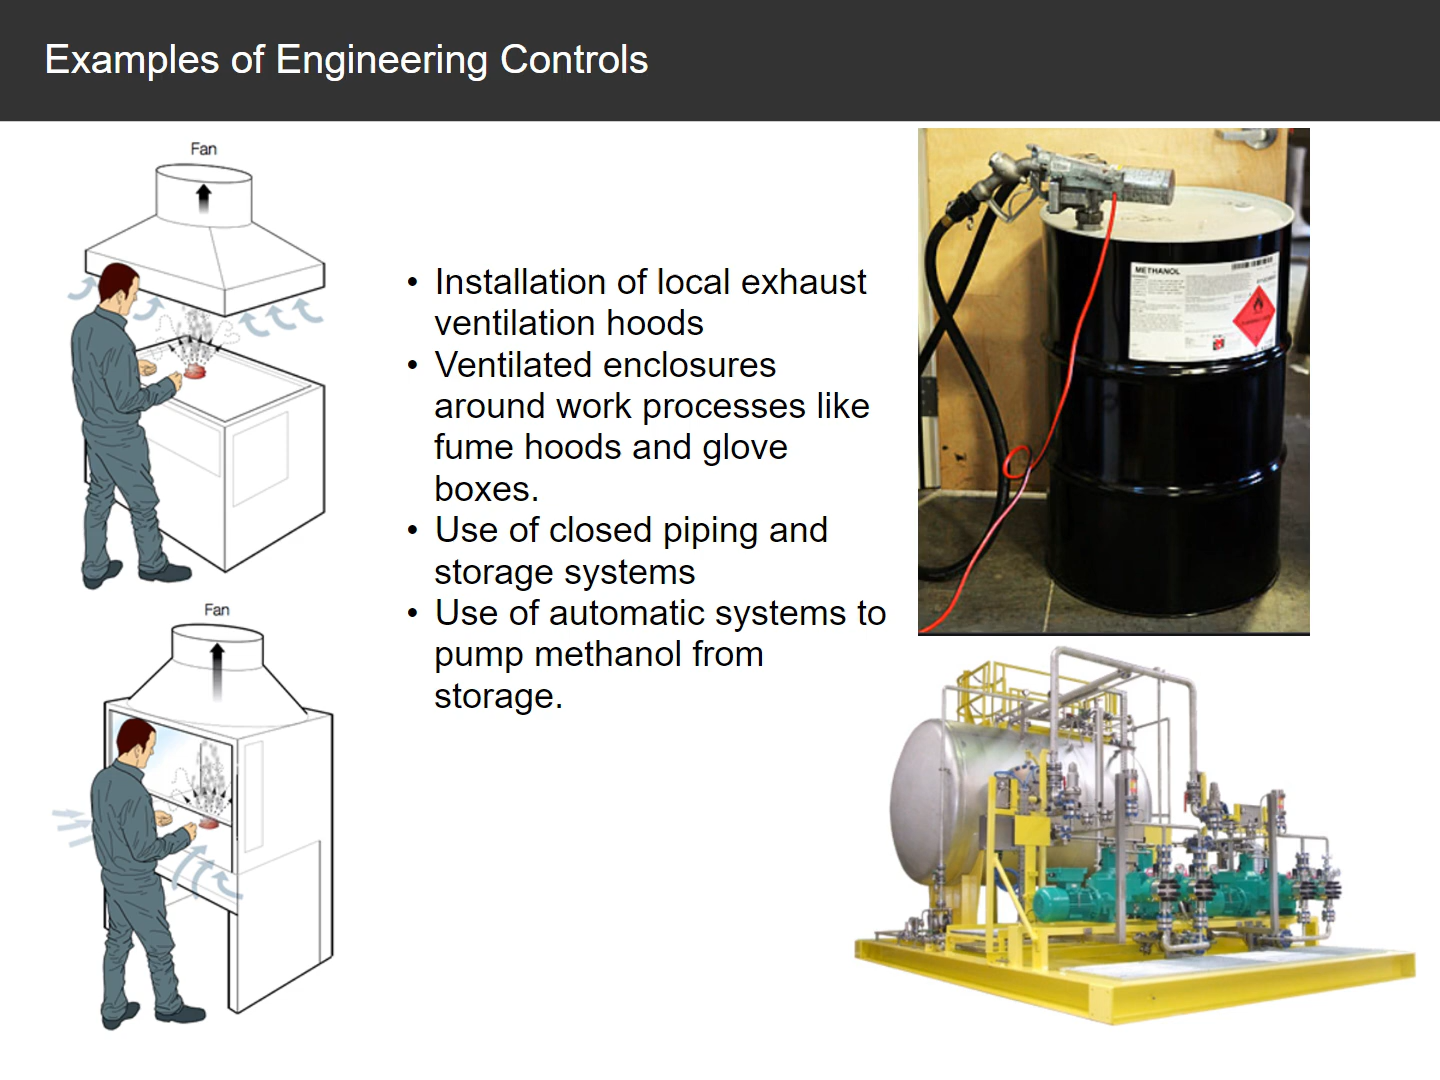 Examples of Engineering Controls
Fan
• Installation of local exhaust
ventilation hoods
• Ventilated enclosures
around work processes like
fume hoods and glove
boxes.
• Use of closed piping and
storage systems
• Use of automatic systems to
pump methanol from
storage.
METHANOL
Fan